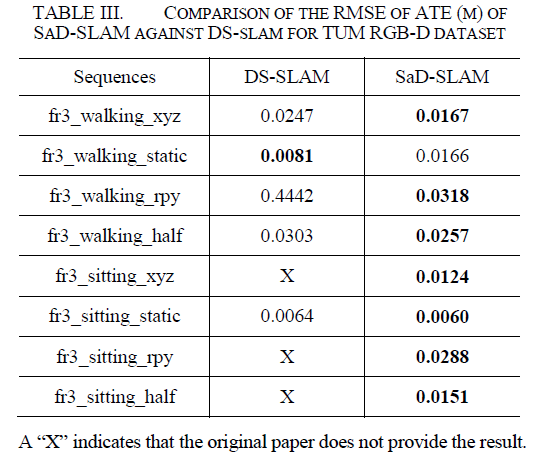 TABLE III. COMPARISON OF THE RMSE OF ATE (M) OF
SAD-SLAM AGAINST DS-SLAM FOR TUM RGB-D DATASET
Sequences DS-SLAM SaD-SLAM
fr3_walking_xyz 0.0247 0.0167
fr3_walking_static 0.0081 0.0166
fr3_walking_rpy 0.4442 0.0318
fr3_walking_half 0.0303 0.0257
fr3_sitting_xyz X 0.0124
fr3_sitting_static 0.0064 0.0060
fr3_sitting_rpy X 0.0288
fr3_sitting_half X 0.0151
A “X” indicates that the original paper does not provide the result.